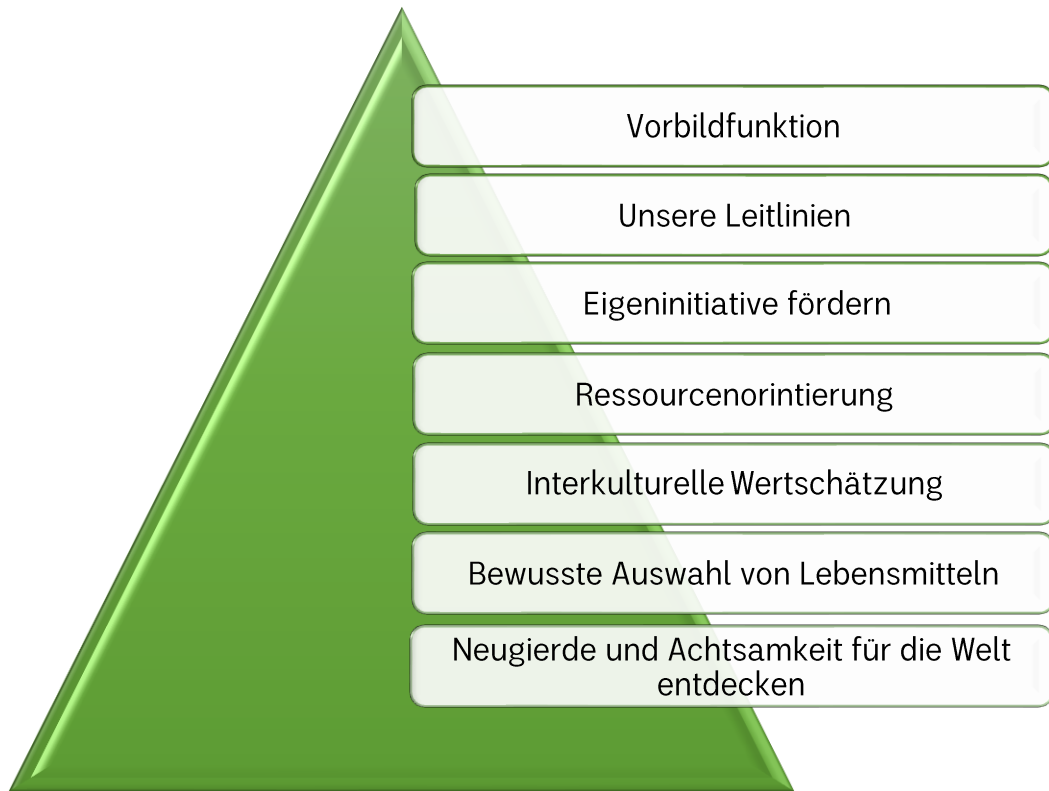 Vorbildfunktion
Unsere Leitlinien
Eigeninitiative fördern
Ressourcenorintierung
Interkulturelle Wertschätzung
Bewusste Auswahl von Lebensmitteln
Neugierde und Achtsamkeit für die Welt
entdecken